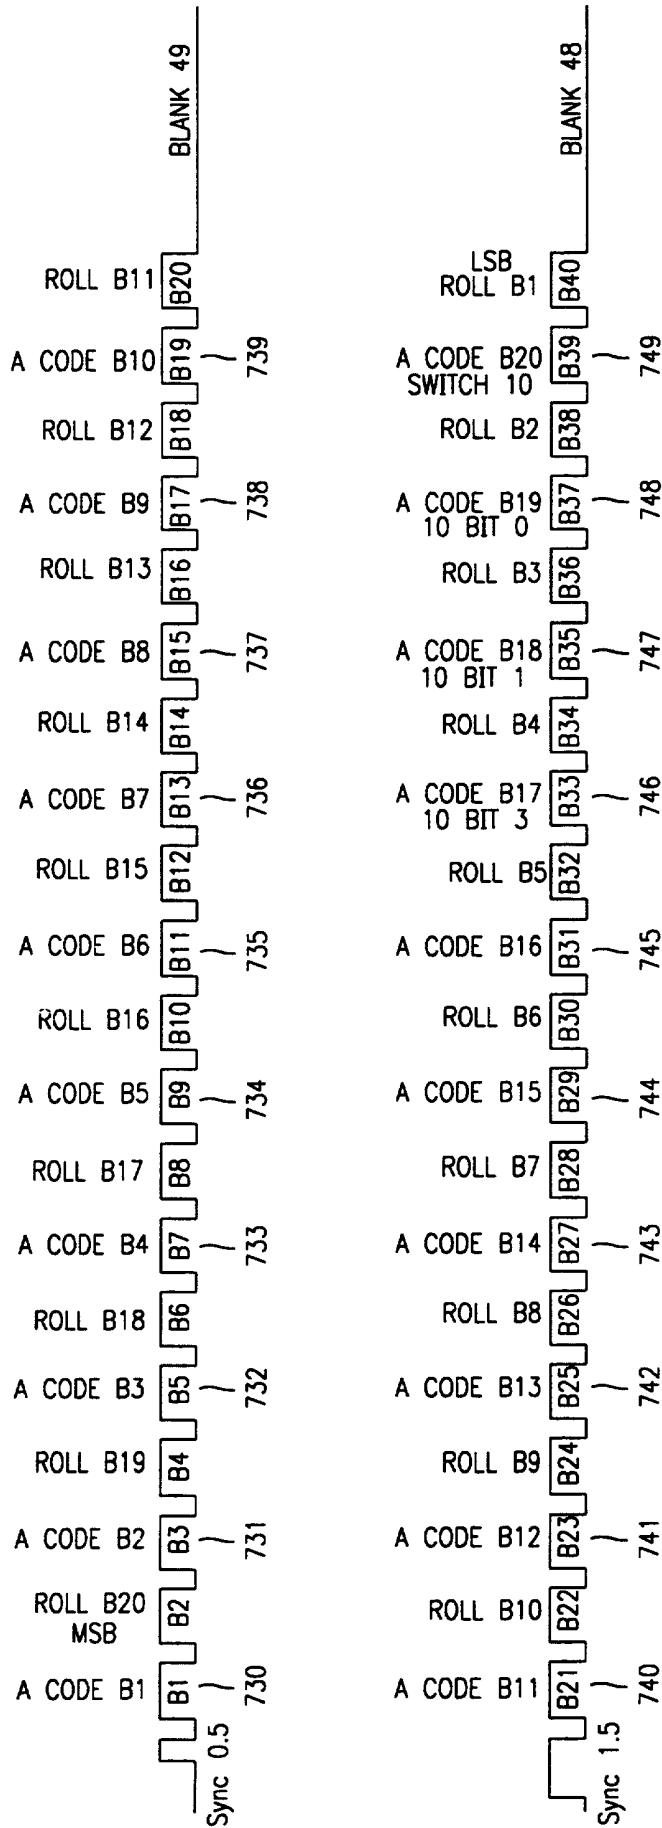 BLANK 49
ROLL B11
B20
A CODE B10
B19
739
ROLL B12
B18
A CODE B9
B17
738
ROLL B13
B16
A CODE B8
B15
737
ROLL B14
B14
A CODE B7
B13
736
ROLL B15
B12
A CODE B6
B11
735
ROLL B16
B10
A CODE B5
B9
734
ROLL B17
B8
A CODE B4
B7
733
ROLL B18
B6
A CODE B3
B5
732
ROLL B19
B4
A CODE B2
B3
731
ROLL B20
MSB
B2
A CODE B1
B1
730
Sync 0.5
BLANK 48
LSB
ROLL B1
B40
A CODE B20
SWITCH 10
B39
749
ROLL B2
B38
A CODE B19
10 BIT 0
B37
748
ROLL B3
B36
A CODE B18
10 BIT 1
B35
747
ROLL B4
B34
A CODE B17
10 BIT 3
B33
746
ROLL B5
B32
A CODE B16
B31
745
ROLL B6
B30
A CODE B15
B29
744
ROLL B7
B28
A CODE B14
B27
743
ROLL B8
B26
A CODE B13
B25
742
ROLL B9
B24
A CODE B12
B23
741
ROLL B10
B22
A CODE B11
B21
740
Sync 1.5